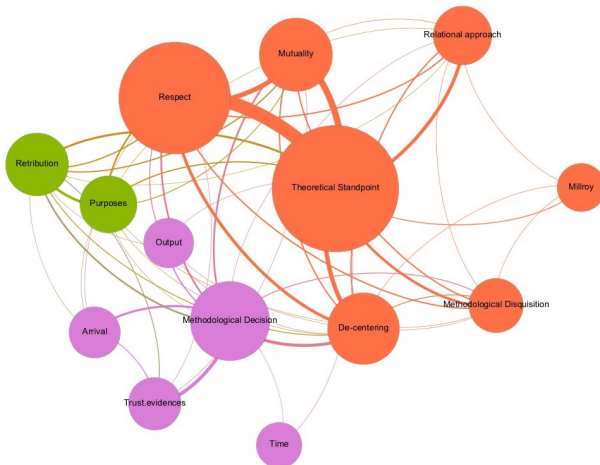 Relational approach
Mutuality
Respect
Retribution
Theoretical Standpoint
Millroy
Purposes
Output
Methodological Disquisition
Methodological Decision
De-centering
Arrival
Trust.evidences
Time